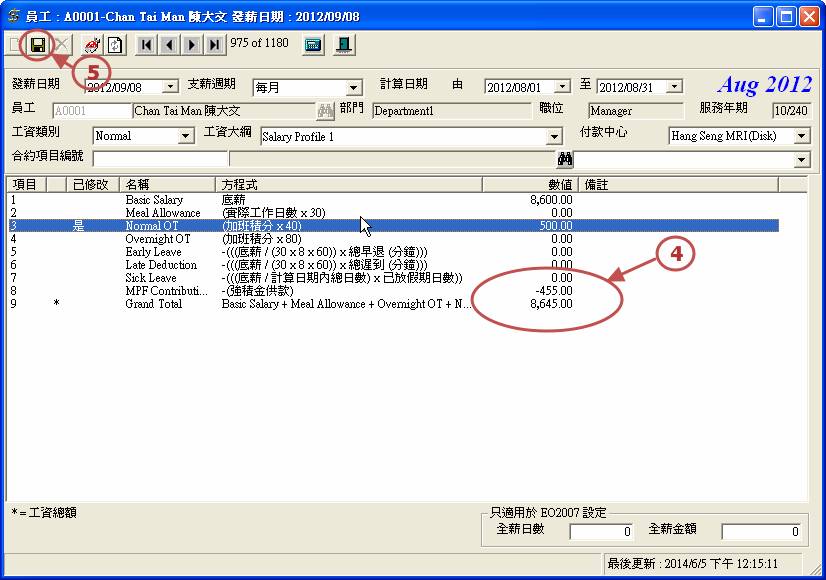 員工 : A0001-Chan Tai Man 陳大文 發薪日期 : 2012/09/08
975 of 1180
5
發薪日期 2012/09/08 支薪週期 每月 計算日期 由 2012/08/01 至 2012/08/31 Aug 2012
員工 A0001 Chan Tai Man 陳大文 部門 Department1 職位 Manager 服務年期 10/240
工資類別 Normal 工資大綱 Salary Profile 1 付款中心 Hang Seng MRI(Disk)
合約項目編號
項目 已修改 名稱 方程式 數值 備註
1 Basic Salary 底薪 8,600.00
2 Meal Allowance (實際工作日數 x 30) 0.00
3 是 Normal OT (加班積分 x 40) 500.00
4 Overnight OT (加班積分 x 80) 0.00
5 Early Leave -(((底薪 / (30 x 8 x 60)) x 總早退 (分鐘))) 0.00
6 Late Deduction -(((底薪 / (30 x 8 x 60)) x 總遲到 (分鐘))) 0.00
7 Sick Leave -(((底薪 / 計算日期內總日數) x 已放假期日數)) 0.00
8 MPF Contributi... -(強積金供款) -455.00
9 * Grand Total Basic Salary + Meal Allowance + Overnight OT + N... 8,645.00
4
* = 工資總額
只適用於 EO2007 設定
全薪日數 0 全薪金額 0
最後更新 : 2014/6/5 下午 12:15:11